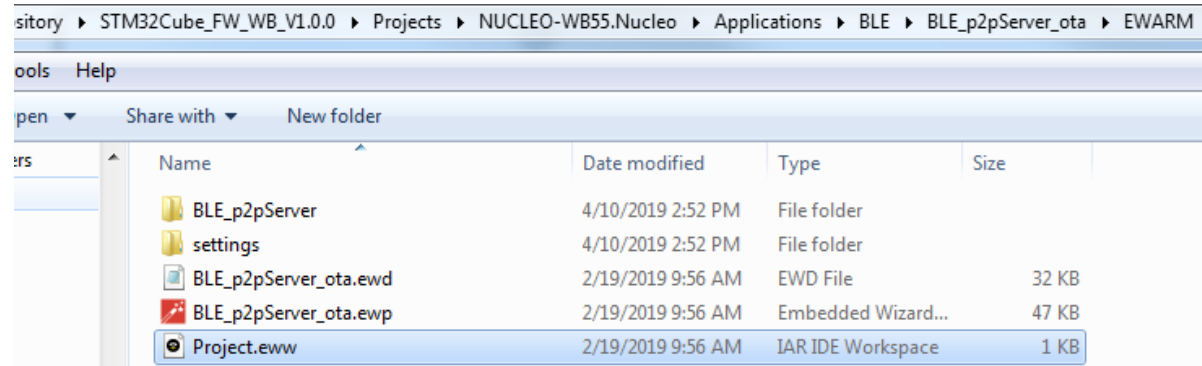 sitory ▸ STM32Cube_FW_WB_V1.0.0 ▸ Projects ▸ NUCLEO-WB55.Nucleo ▸ Applications ▸ BLE ▸ BLE_p2pServer_ota ▸ EWARM
ools Help
pen Share with New folder
ers Name Date modified Type Size
BLE_p2pServer 4/10/2019 2:52 PM File folder
settings 4/10/2019 2:52 PM File folder
BLE_p2pServer_ota.ewd 2/19/2019 9:56 AM EWD File 32 KB
BLE_p2pServer_ota.ewp 2/19/2019 9:56 AM Embedded Wizard... 47 KB
Project.eww 2/19/2019 9:56 AM IAR IDE Workspace 1 KB